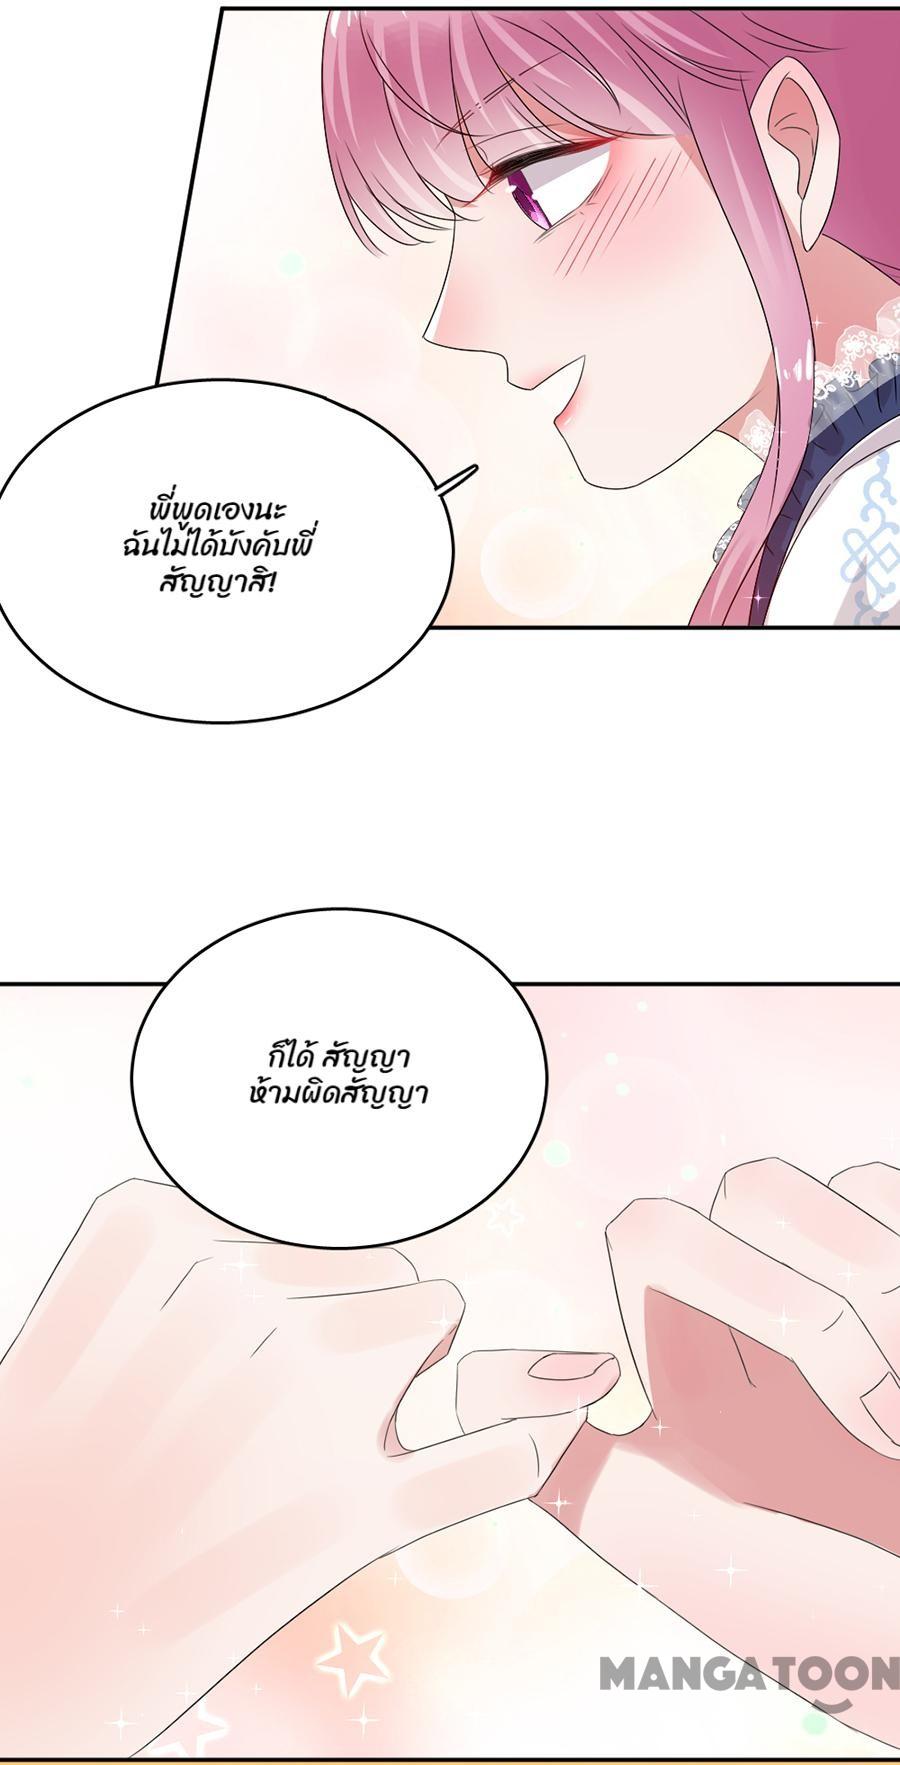 พี่พูดเองนะ
ฉันไม่ได้บังคับพี่
สัญญาสิ!
ก็ได้ สัญญา
ห้ามผิดสัญญา
MANGATOON